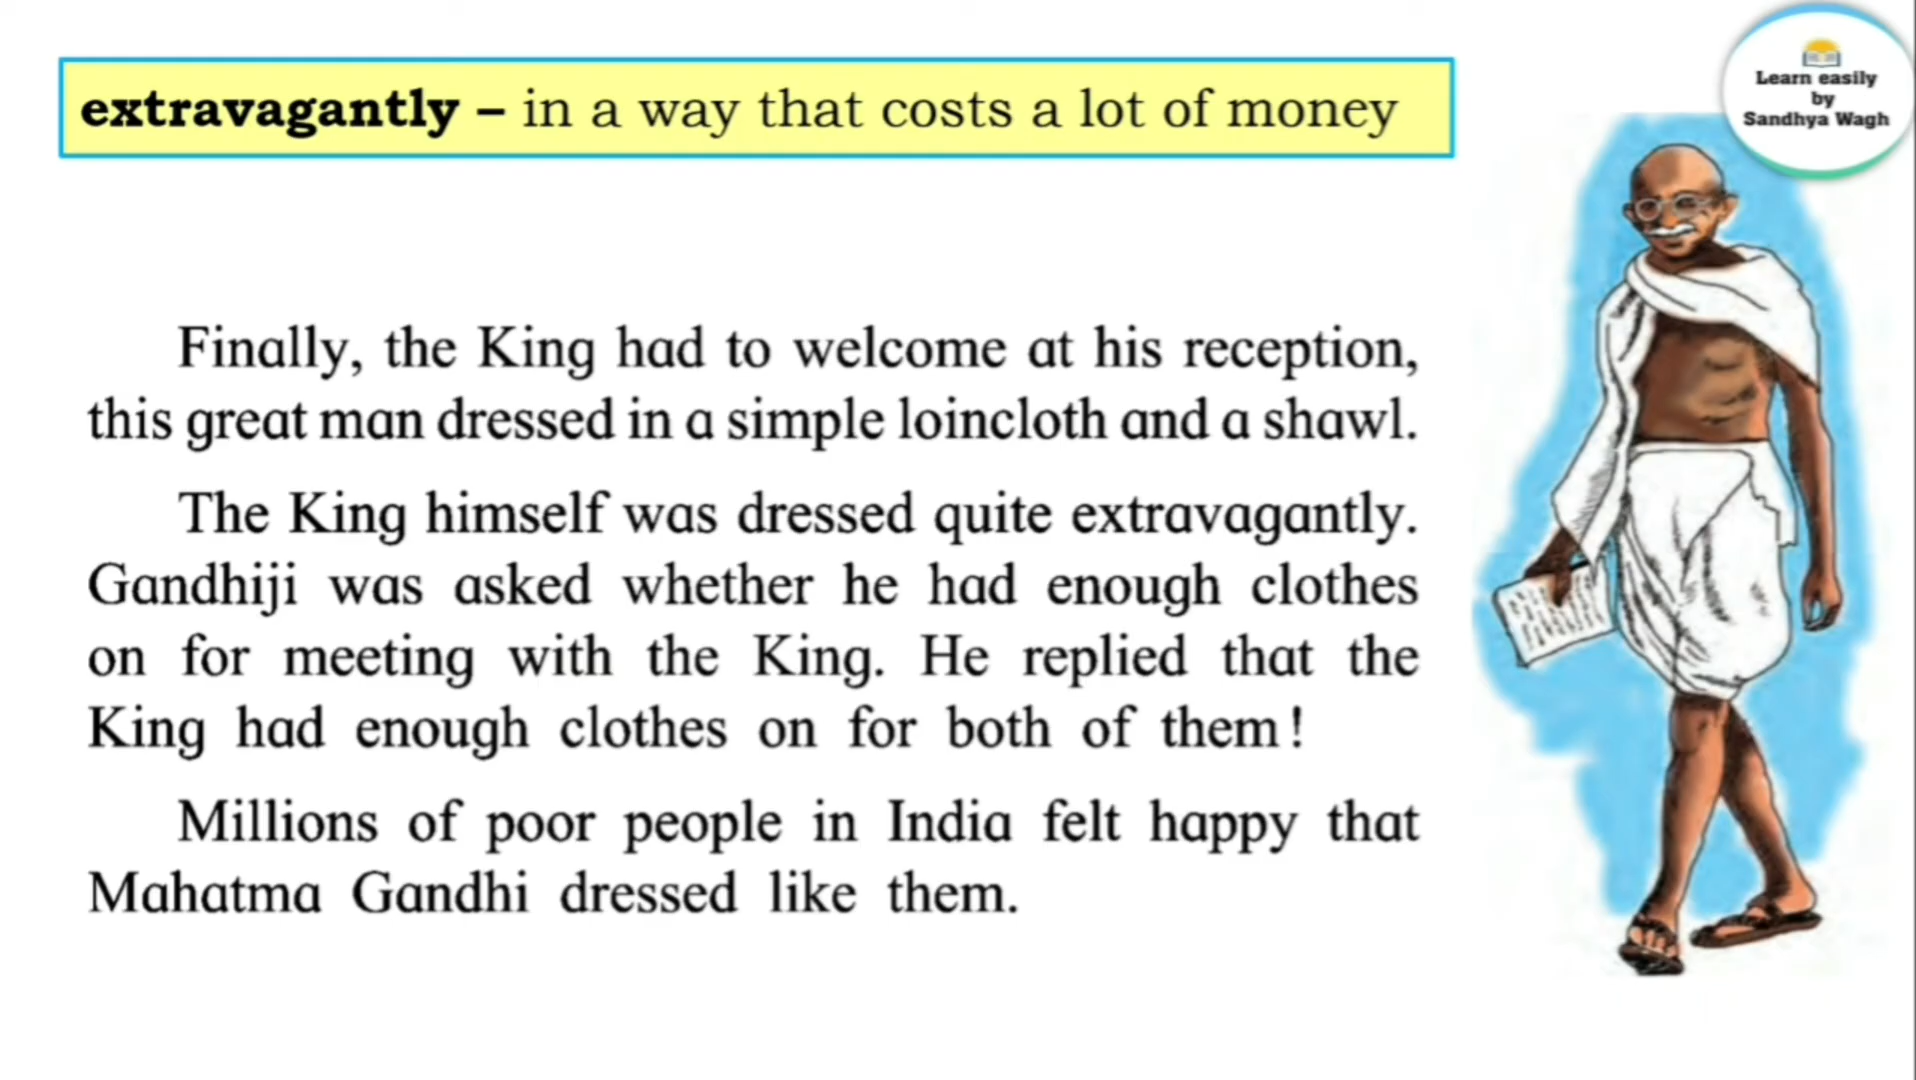 Learn easily
by
Sandhya Wagh
extravagantly – in a way that costs a lot of money
Finally, the King had to welcome at his reception,
this great man dressed in a simple loincloth and a shawl.
The King himself was dressed quite extravagantly.
Gandhiji was asked whether he had enough clothes
on for meeting with the King. He replied that the
King had enough clothes on for both of them!
Millions of poor people in India felt happy that
Mahatma Gandhi dressed like them.